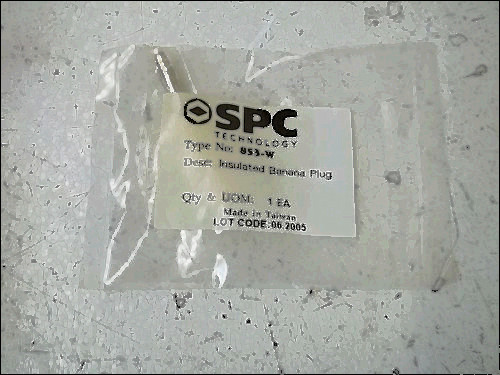 SPC
TECHNOLOGY
Type No: 853-W
Desc: Insulated Banana Plug
Qty & UOM: 1 EA
Made in Taiwan
LOT CODE:06.2005